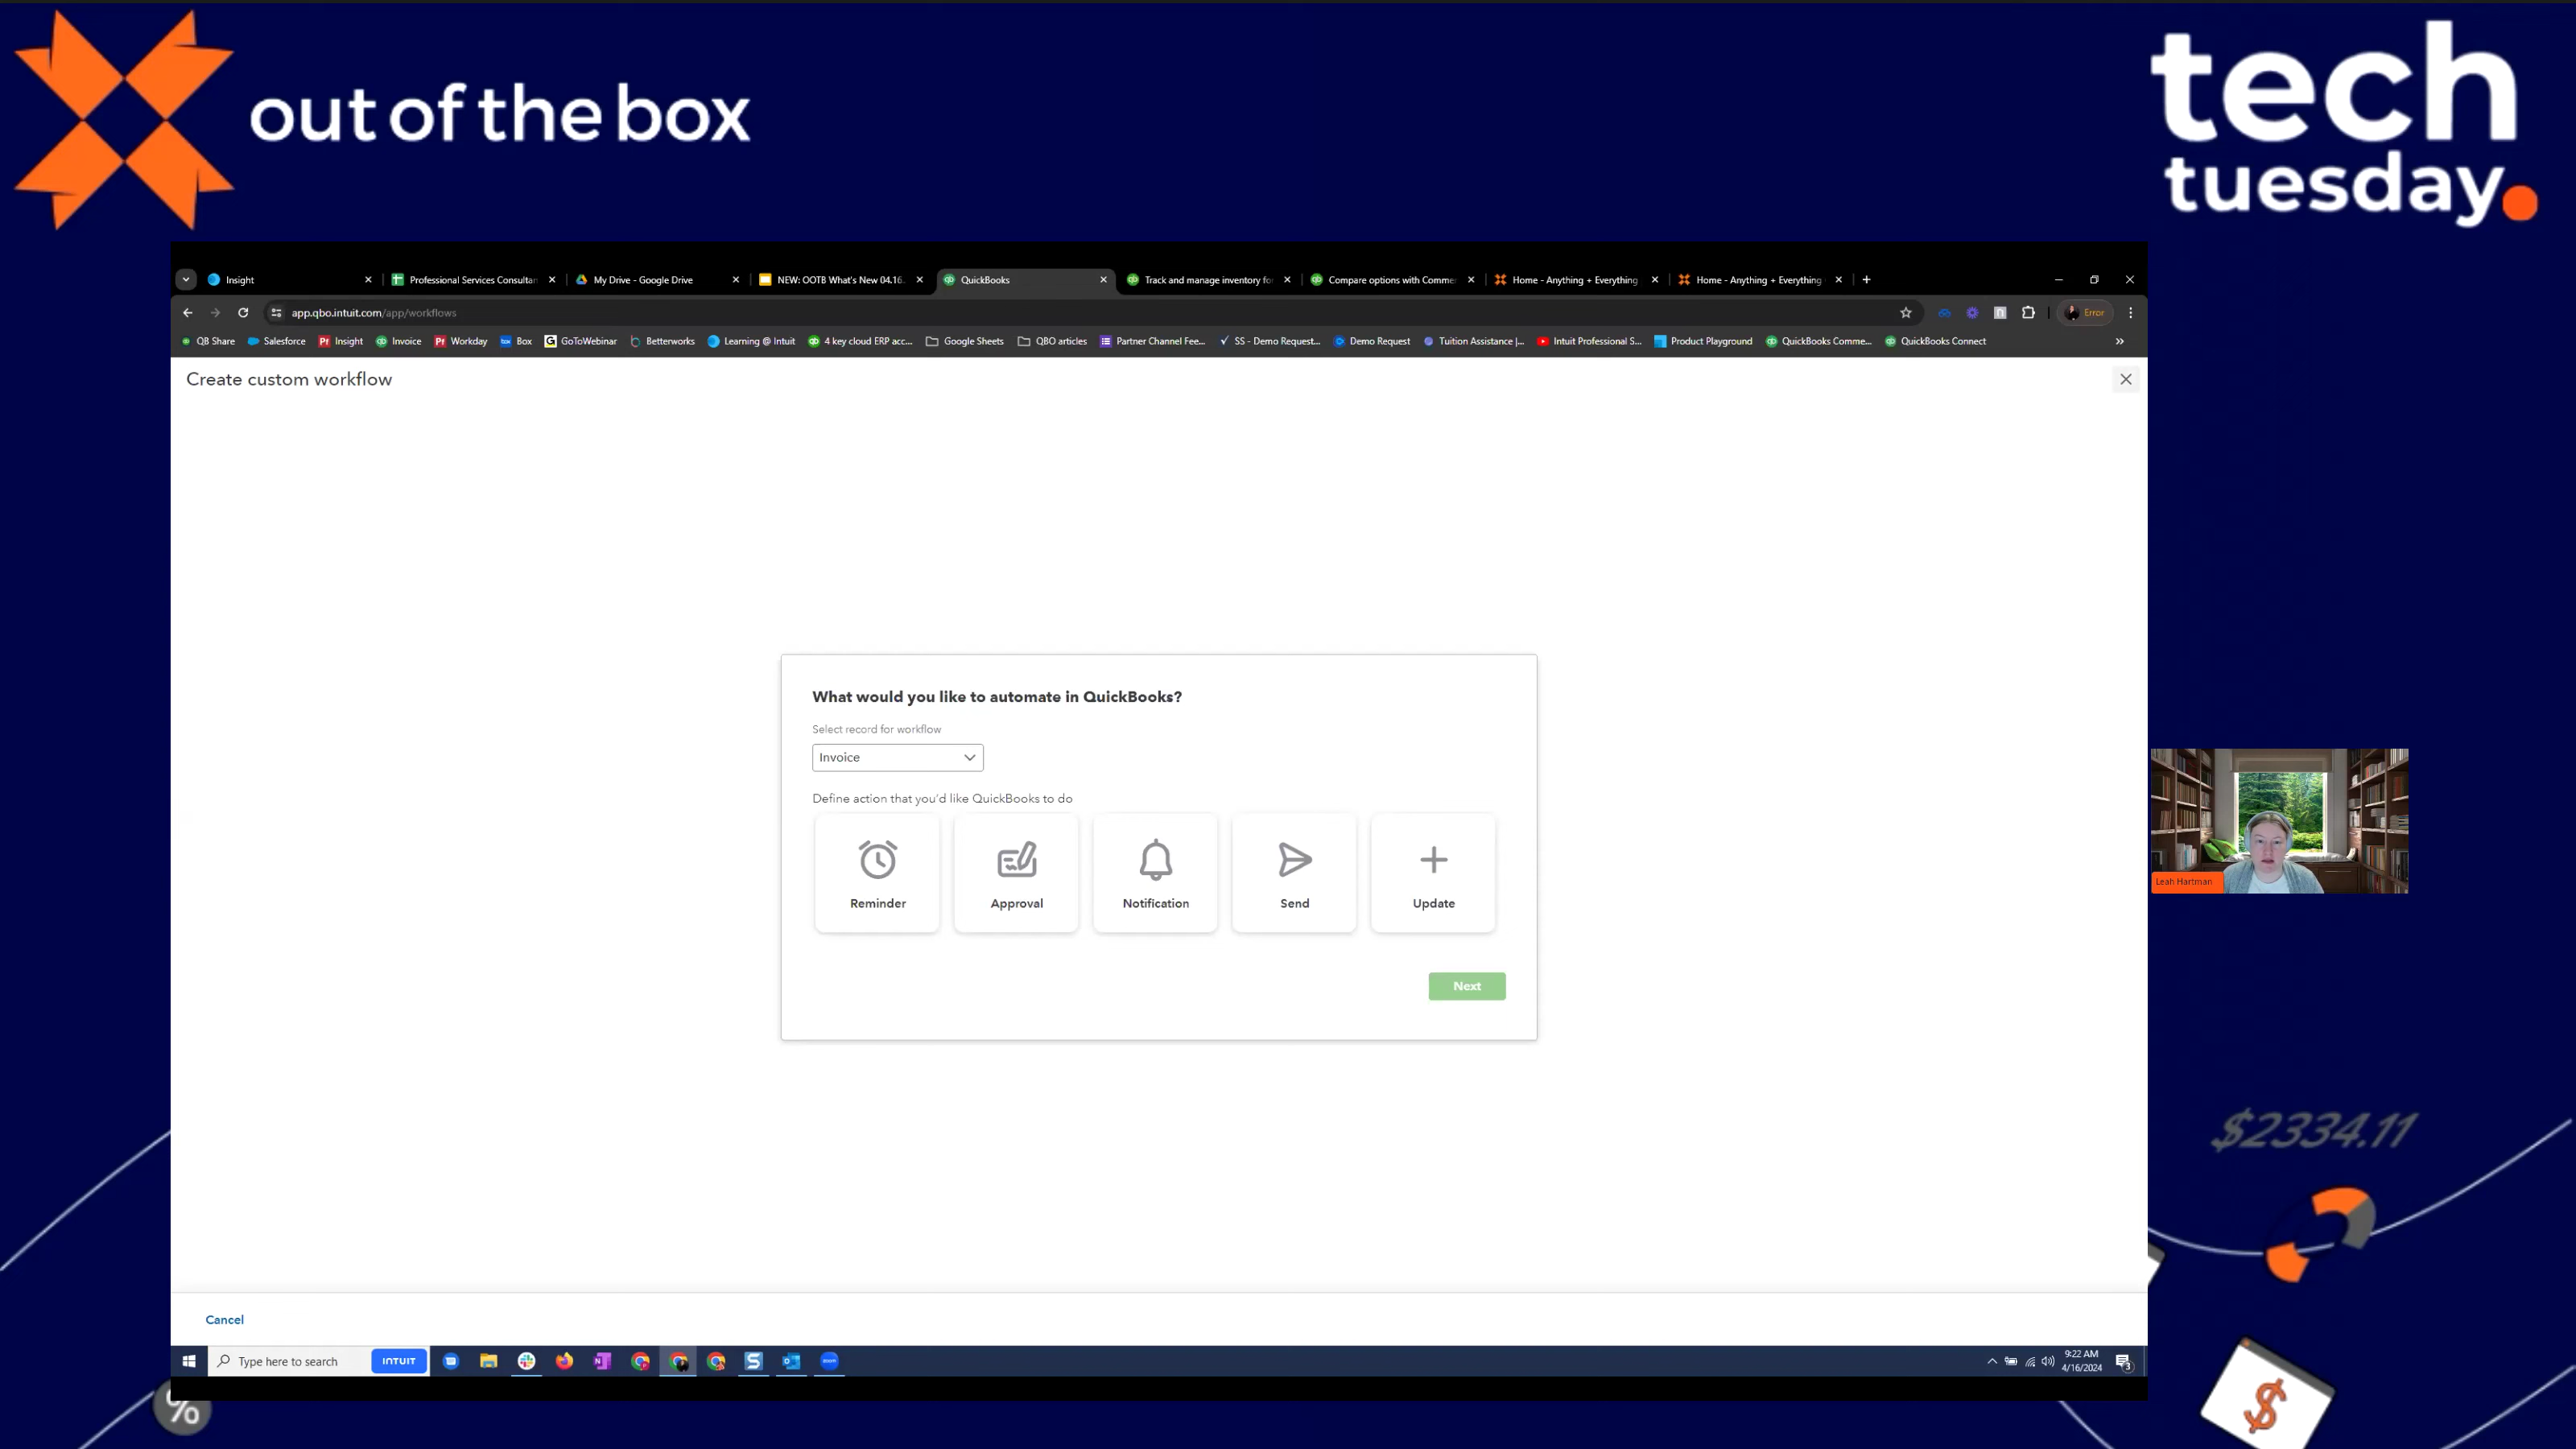 out of the box
tech
tuesday.
Insight
Professional Services Consultan
My Drive - Google Drive
NEW: OOTB What's New 04.16.
QuickBooks
Track and manage inventory fo
Compare options with Comme
Home - Anything + Everything
Home - Anything + Everything
app.qbo.intuit.com/app/workflows
Error
QB Share
Salesforce
Insight
Invoice
Workday
Box
GoToWebinar
Betterworks
Learning @ Intuit
4 key cloud ERP acc...
Google Sheets
QBO articles
Partner Channel Fee...
SS - Demo Request...
Demo Request
Tuition Assistance |...
Intuit Professional S...
Product Playground
QuickBooks Comme...
QuickBooks Connect
Create custom workflow
What would you like to automate in QuickBooks?
Select record for workflow
Invoice
Define action that you'd like QuickBooks to do
Reminder
Approval
Notification
Send
Update
Next
Leah Hartman
$2334.11
Cancel
Type here to search
INTUIT
9:22 AM
4/16/2024
3
%
$